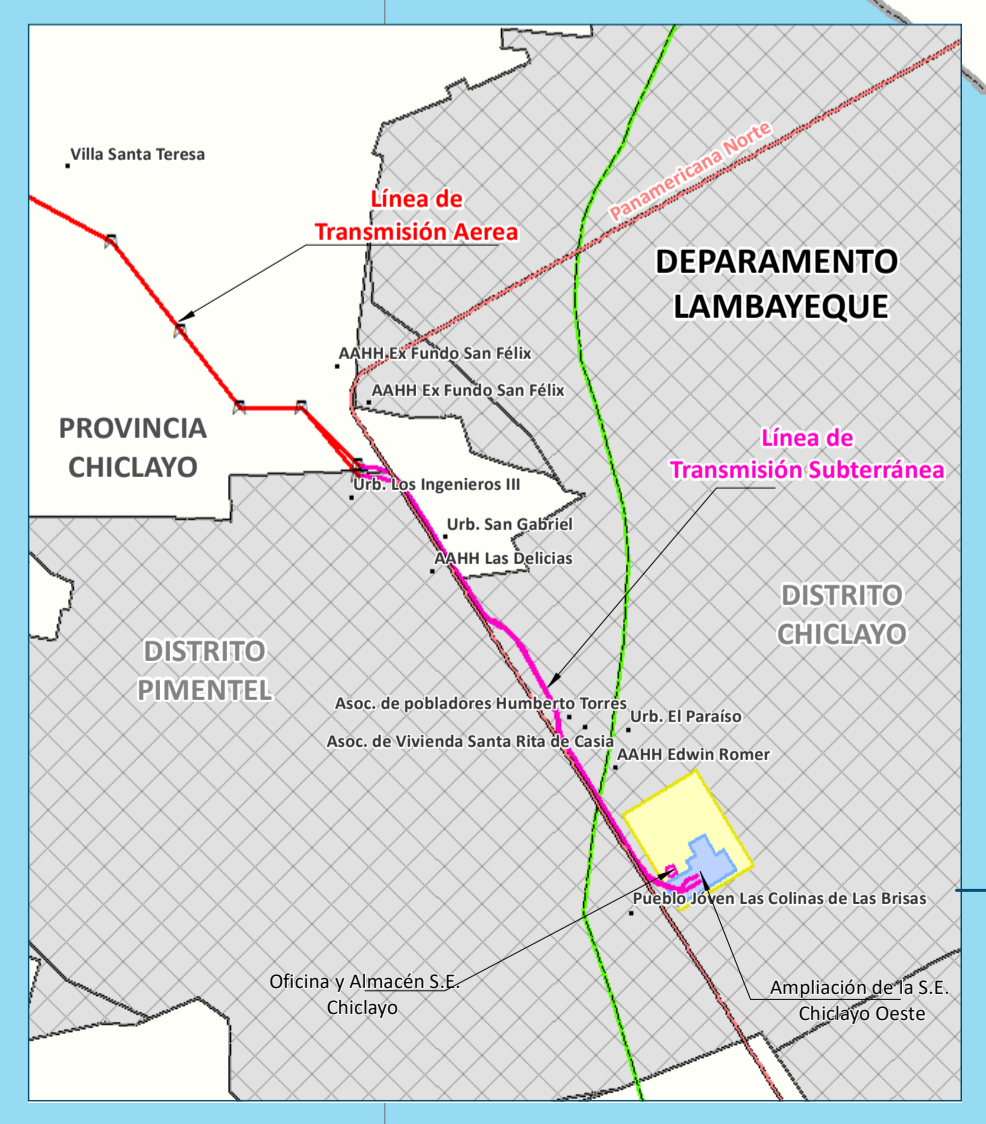 Villa Santa Teresa
Línea de
Transmisión Aerea
Panamericana Norte
DEPARAMENTO
LAMBAYEQUE
AAHH Ex Fundo San Félix
AAHH Ex Fundo San Félix
PROVINCIA
CHICLAYO
Línea de
Transmisión Subterránea
Urb. Los Ingenieros III
Urb. San Gabriel
AAHH Las Delicias
DISTRITO
CHICLAYO
DISTRITO
PIMENTEL
Asoc. de pobladores Humberto Torres
Urb. El Paraíso
Asoc. de Vivienda Santa Rita de Casia
AAHH Edwin Romer
Pueblo Jóven Las Colinas de Las Brisas
Oficina y Almacén S.E.
Chiclayo
Ampliación de la S.E.
Chiclayo Oeste